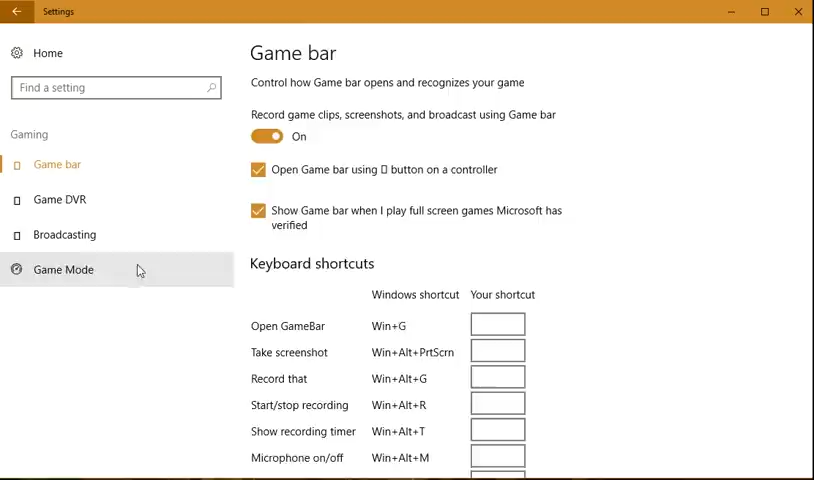 Settings
Home
Find a setting
Gaming
Game bar
Game DVR
Broadcasting
Game Mode
Game bar
Control how Game bar opens and recognizes your game
Record game clips, screenshots, and broadcast using Game bar
On
Open Game bar using button on a controller
Show Game bar when I play full screen games Microsoft has
verified
Keyboard shortcuts
Windows shortcut Your shortcut
Open GameBar Win+G
Take screenshot Win+Alt+PrtScrn
Record that Win+Alt+G
Start/stop recording Win+Alt+R
Show recording timer Win+Alt+T
Microphone on/off Win+Alt+M